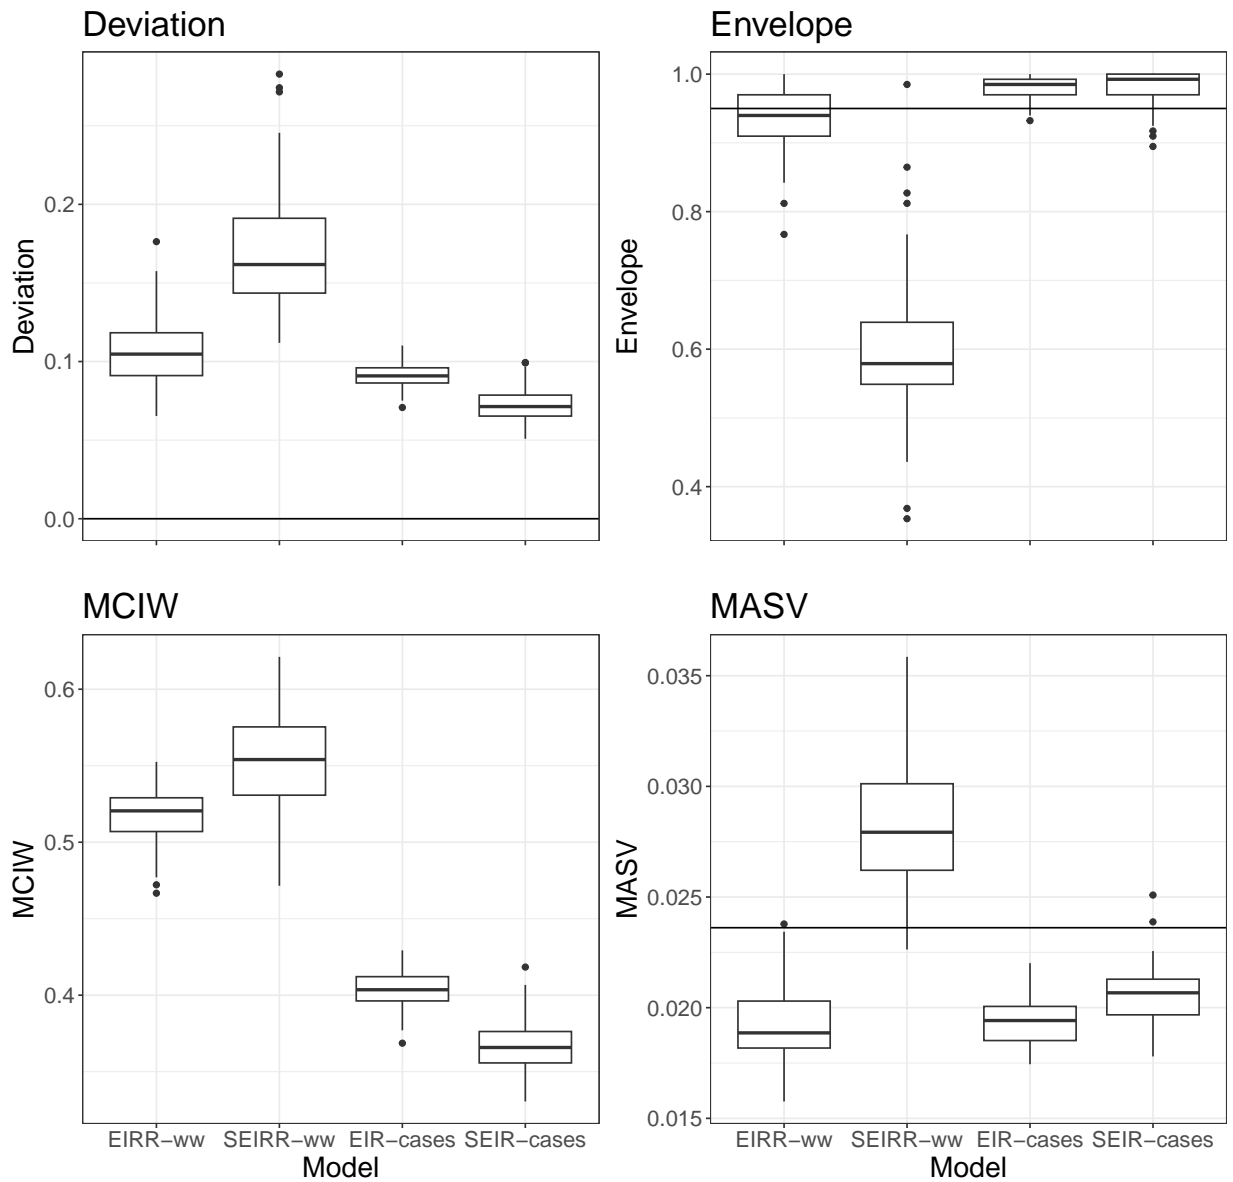 Deviation
Deviation
0.2
0.1
0.0
Envelope
Envelope
1.0
0.8
0.6
0.4
MCIW
MCIW
0.6
0.5
0.4
EIRR−ww SEIRR−ww EIR−cases SEIR−cases
Model
MASV
MASV
0.035
0.030
0.025
0.020
0.015
EIRR−ww SEIRR−ww EIR−cases SEIR−cases
Model